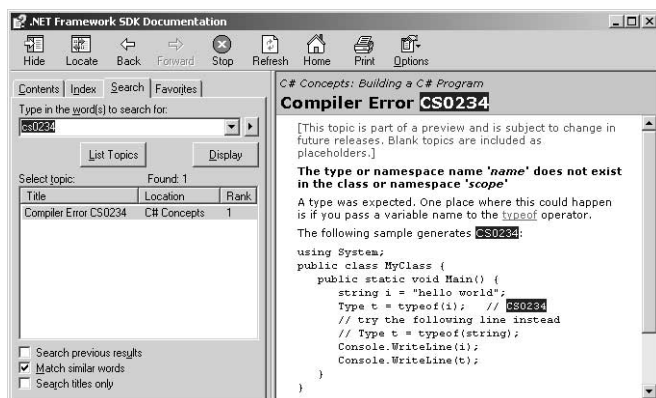 .NET Framework SDK Documentation
Hide Locate Back Forward Stop Refresh Home Print Options
Contents Index Search Favorites
Type in the word(s) to search for:
cs0234
List Topics Display
Select topic: Found: 1
Title Location Rank
Compiler Error CS0234 C# Concepts 1
Search previous results
Match similar words
Search titles only
C# Concepts: Building a C# Program
Compiler Error CS0234
[This topic is part of a preview and is subject to change in
future releases. Blank topics are included as
placeholders.]
The type or namespace name 'name' does not exist
in the class or namespace 'scope'
A type was expected. One place where this could happen
is if you pass a variable name to the typeof operator.
The following sample generates CS0234:
using System;
public class MyClass {
public static void Main() {
string i = "hello world";
Type t = typeof(i); // CS0234
// try the following line instead
// Type t = typeof(string);
Console.WriteLine(i);
Console.WriteLine(t);
}
}